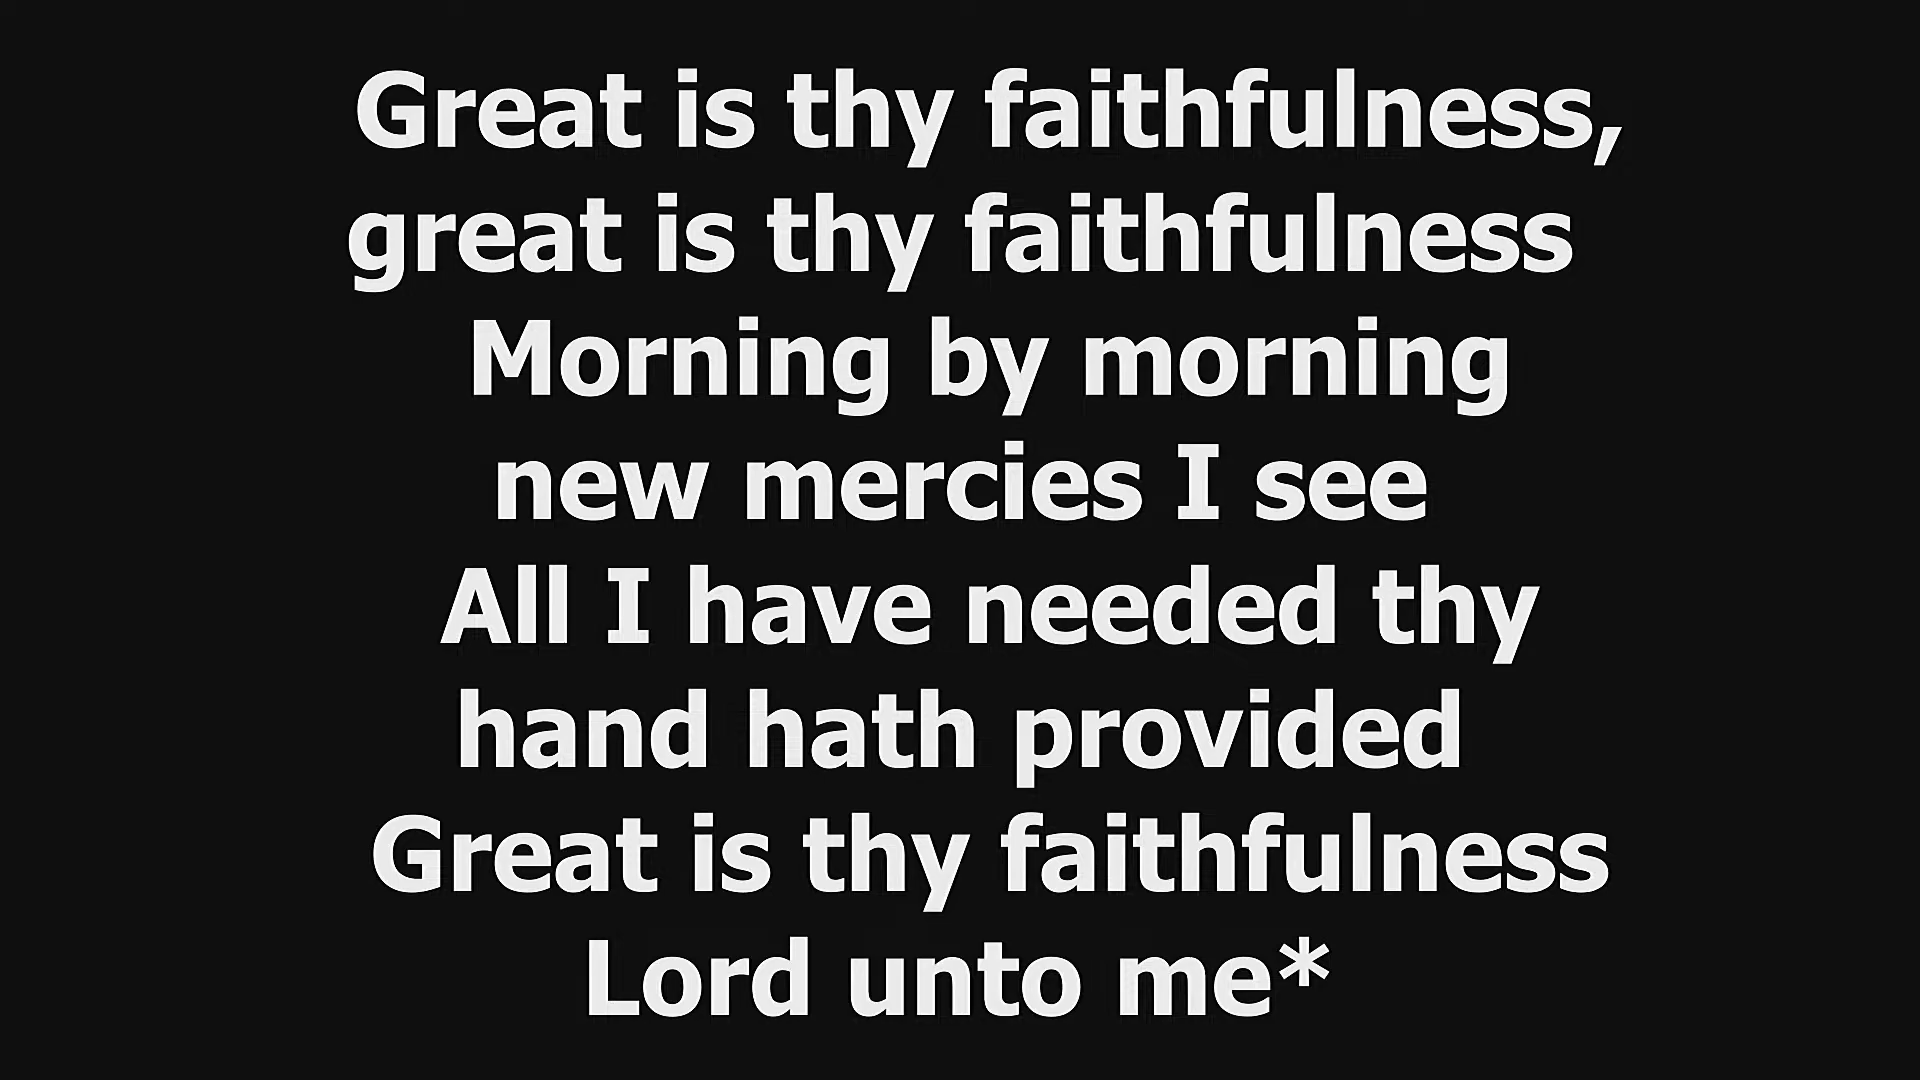 Great is thy faithfulness,
great is thy faithfulness
Morning by morning
new mercies I see
All I have needed thy
hand hath provided
Great is thy faithfulness
Lord unto me*